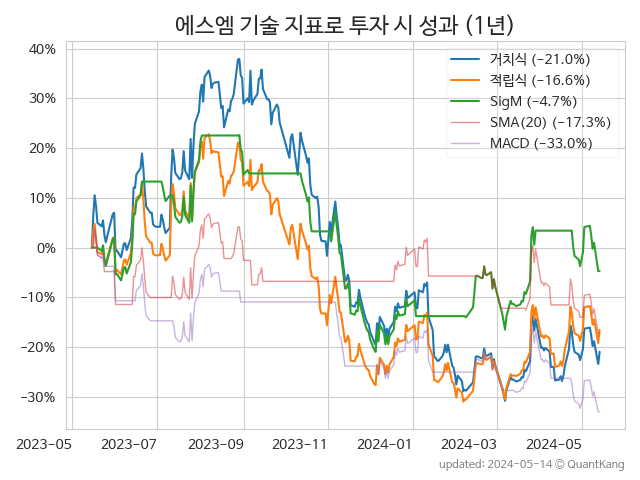 에스엠 기술 지표로 투자 시 성과 (1년)
거치식 (−21.0%)
적립식 (−16.6%)
SigM (−4.7%)
SMA(20) (−17.3%)
MACD (−33.0%)
40%
30%
20%
10%
0%
−10%
−20%
−30%
2023−05 2023−07 2023−09 2023−11 2024−01 2024−03 2024−05
updated: 2024−05−14 @ QuantKang